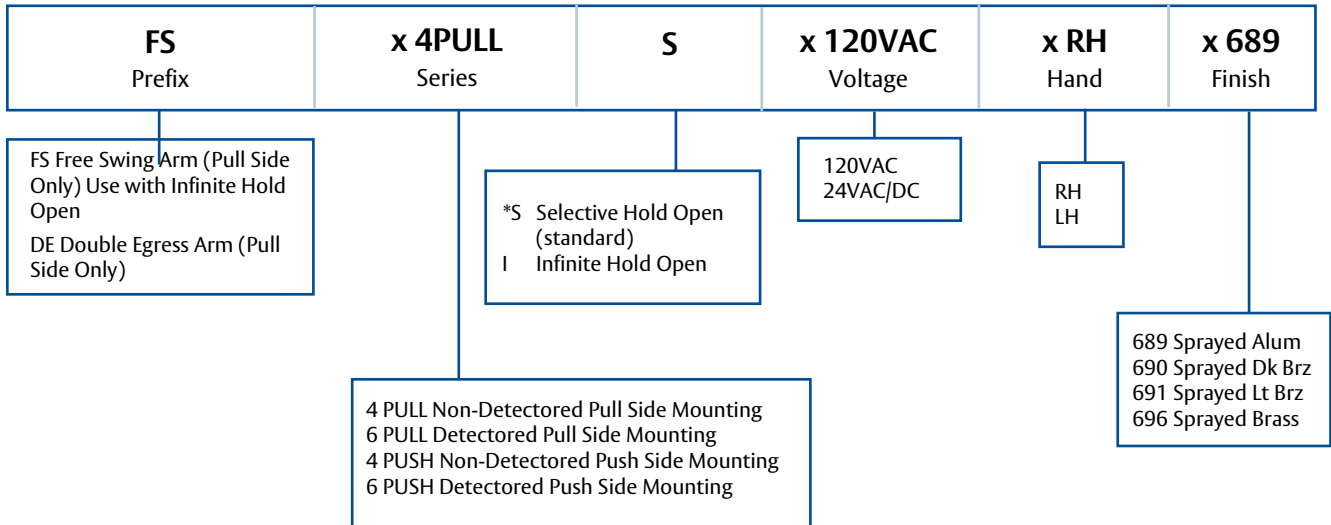 FS
Prefix
x 4PULL
Series
S
x 120VAC
Voltage
x RH
Hand
x 689
Finish
FS Free Swing Arm (Pull Side
Only) Use with Infinite Hold
Open
DE Double Egress Arm (Pull
Side Only)
*S Selective Hold Open
(standard)
I Infinite Hold Open
120VAC
24VAC/DC
RH
LH
689 Sprayed Alum
690 Sprayed Dk Brz
691 Sprayed Lt Brz
696 Sprayed Brass
4 PULL Non-Detectored Pull Side Mounting
6 PULL Detectored Pull Side Mounting
4 PUSH Non-Detectored Push Side Mounting
6 PUSH Detectored Push Side Mounting